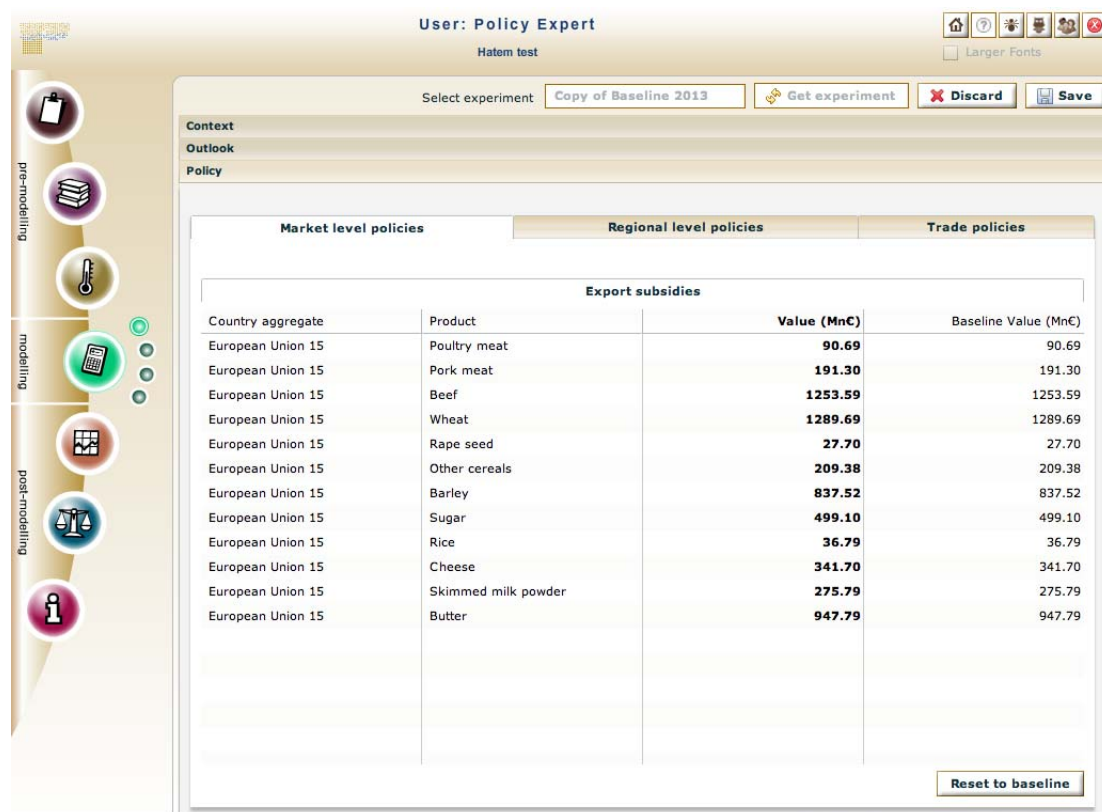 User: Policy Expert
Hatem test
Larger Fonts
Select experiment Copy of Baseline 2013 Get experiment Discard Save
Context
Outlook
Policy
pre-modelling
modelling
post-modelling
Market level policies Regional level policies Trade policies
Export subsidies
Country aggregate Product Value (Mn€) Baseline Value (Mn€)
European Union 15 Poultry meat 90.69 90.69
European Union 15 Pork meat 191.30 191.30
European Union 15 Beef 1253.59 1253.59
European Union 15 Wheat 1289.69 1289.69
European Union 15 Rape seed 27.70 27.70
European Union 15 Other cereals 209.38 209.38
European Union 15 Barley 837.52 837.52
European Union 15 Sugar 499.10 499.10
European Union 15 Rice 36.79 36.79
European Union 15 Cheese 341.70 341.70
European Union 15 Skimmed milk powder 275.79 275.79
European Union 15 Butter 947.79 947.79
Reset to baseline